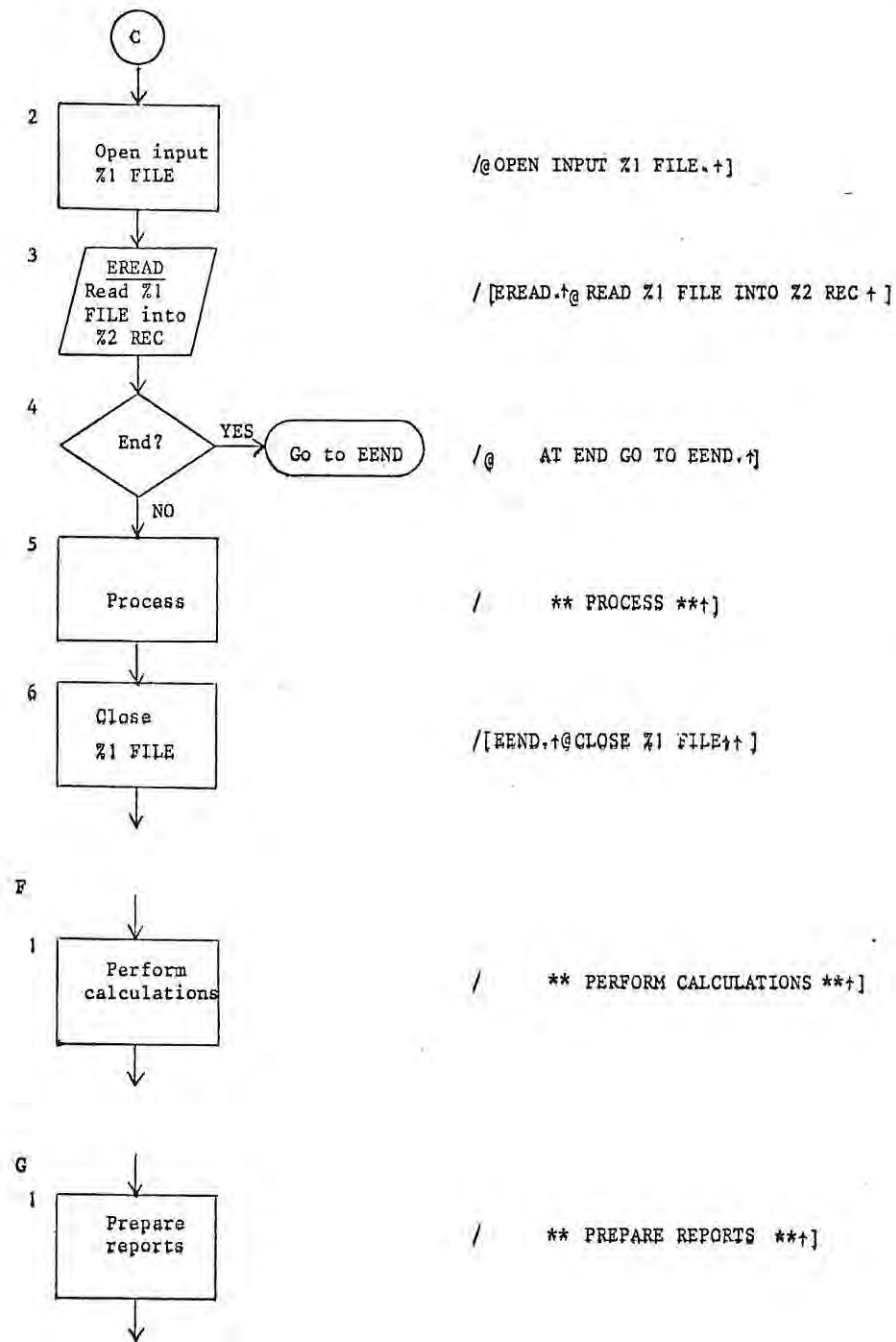 C
2
Open input
%1 FILE
/@ OPEN INPUT %1 FILE.↑]
3
EREAD
Read %1
FILE into
%2 REC
/[EREAD.↑@ READ %1 FILE INTO %2 REC ↑ ]
4
End?
YES
Go to EEND
/@ AT END GO TO EEND.↑]
NO
5
Process
/ ** PROCESS **↑]
6
Close
%1 FILE
/[EEND.↑@CLOSE %1 FILE↑↑ ]
F
1
Perform
calculations
/ ** PERFORM CALCULATIONS **↑]
G
1
Prepare
reports
/ ** PREPARE REPORTS **↑]